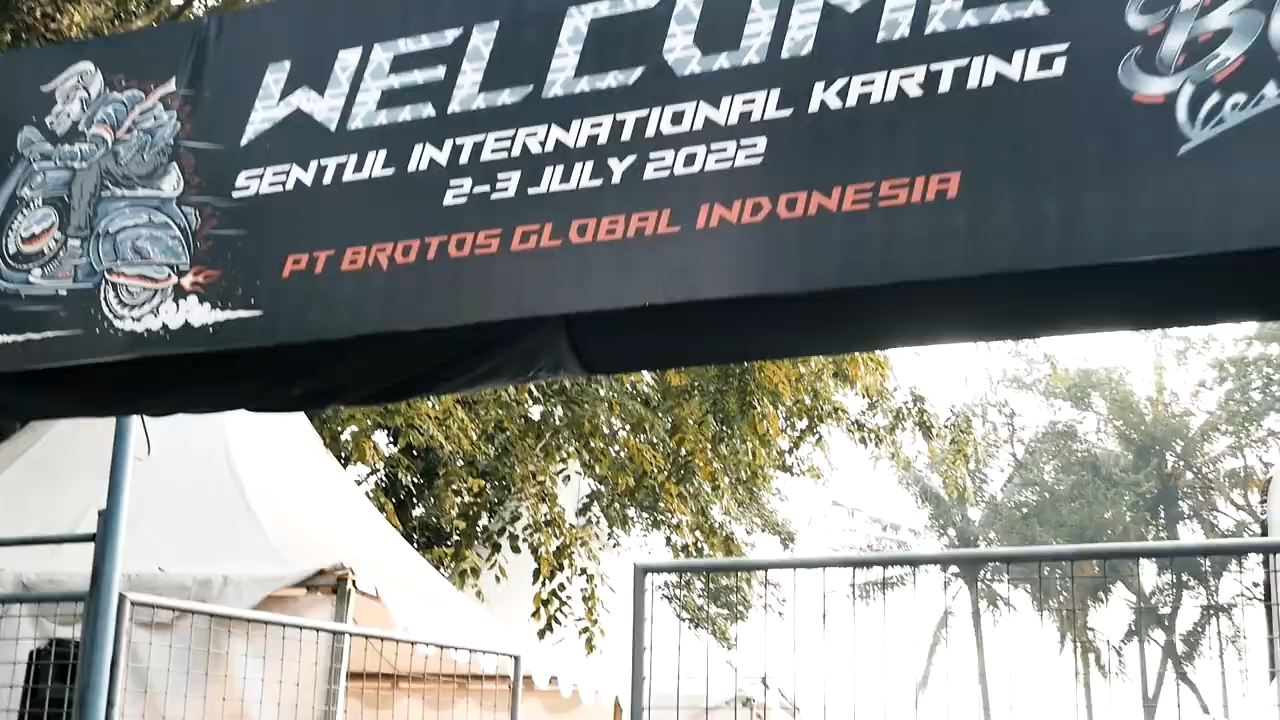 WELCOME
SENTUL INTERNATIONAL KARTING
2-3 JULY 2022
PT BROTOS GLOBAL INDONESIA